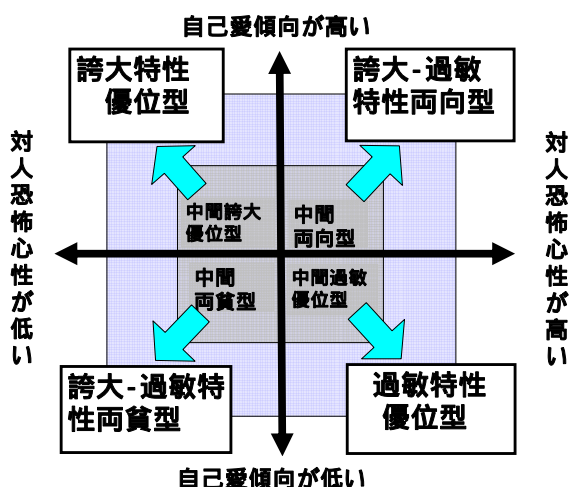 自己愛傾向が高い
誇大特性
優位型
誇大-過敏
特性両向型
対人恐怖心性が低い
対人恐怖心性が高い
中間誇大
優位型
中間
両向型
中間
両貧型
中間過敏
優位型
誇大-過敏特
性両貧型
過敏特性
優位型
自己愛傾向が低い